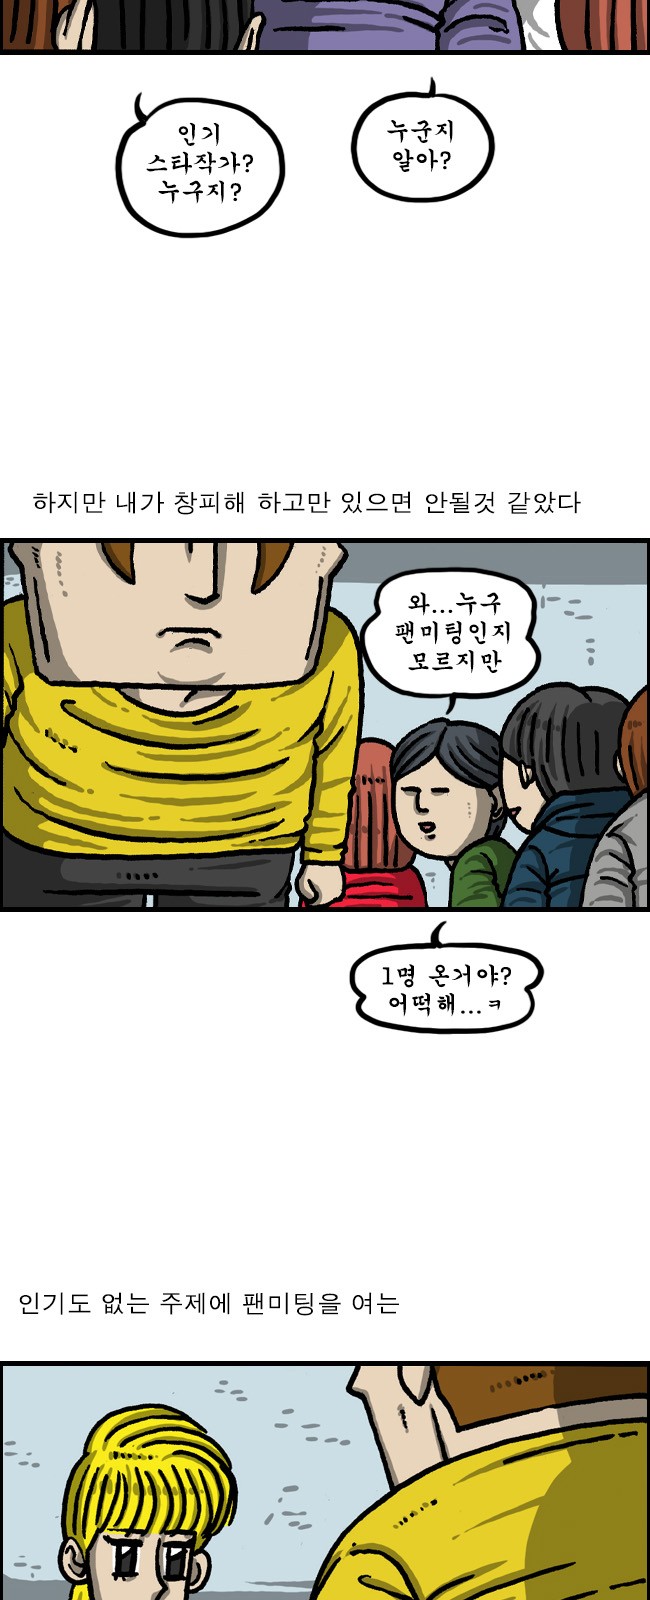 인기
스타작가?
누구지?
누군지
알아?
하지만 내가 창피해 하고만 있으면 안될것 같았다
와...누구
팬미팅인지
모르지만
1명 온거야?
어떡해...ㅋ
인기도 없는 주제에 팬미팅을 여는